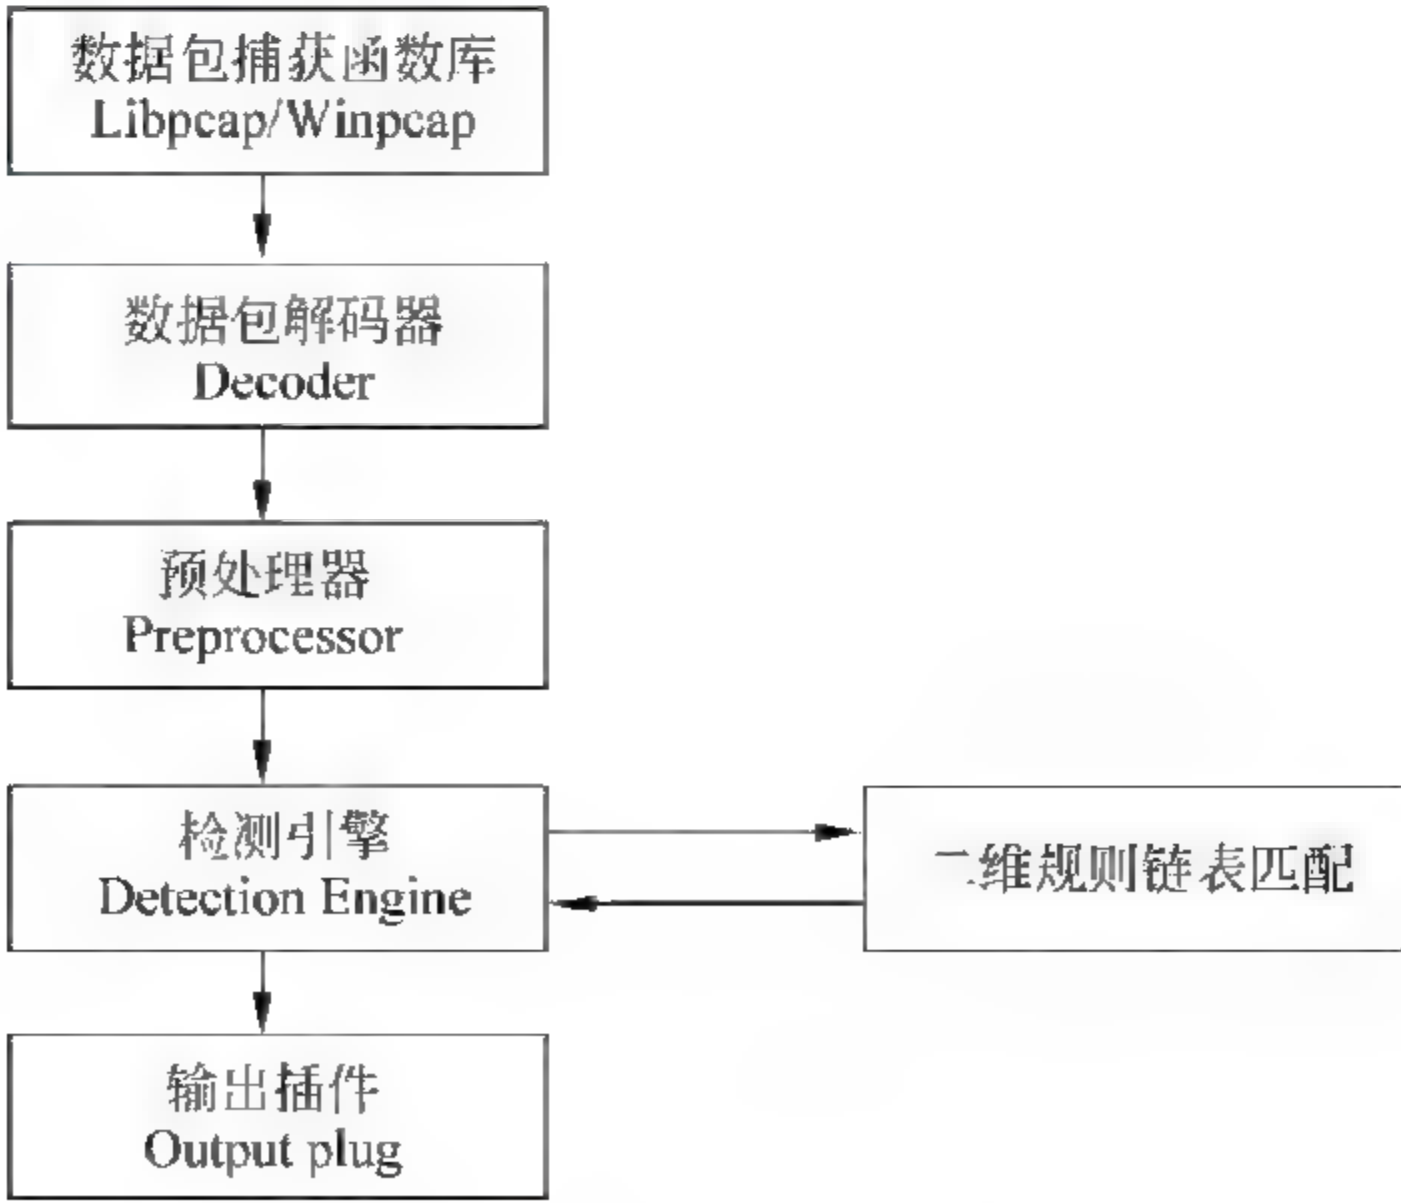 数据包捕获函数库
Libpcap/Winpcap
数据包解码器
Decoder
预处理器
Preprocessor
检测引擎
Detection Engine
二维规则链表匹配
输出插件
Output plug